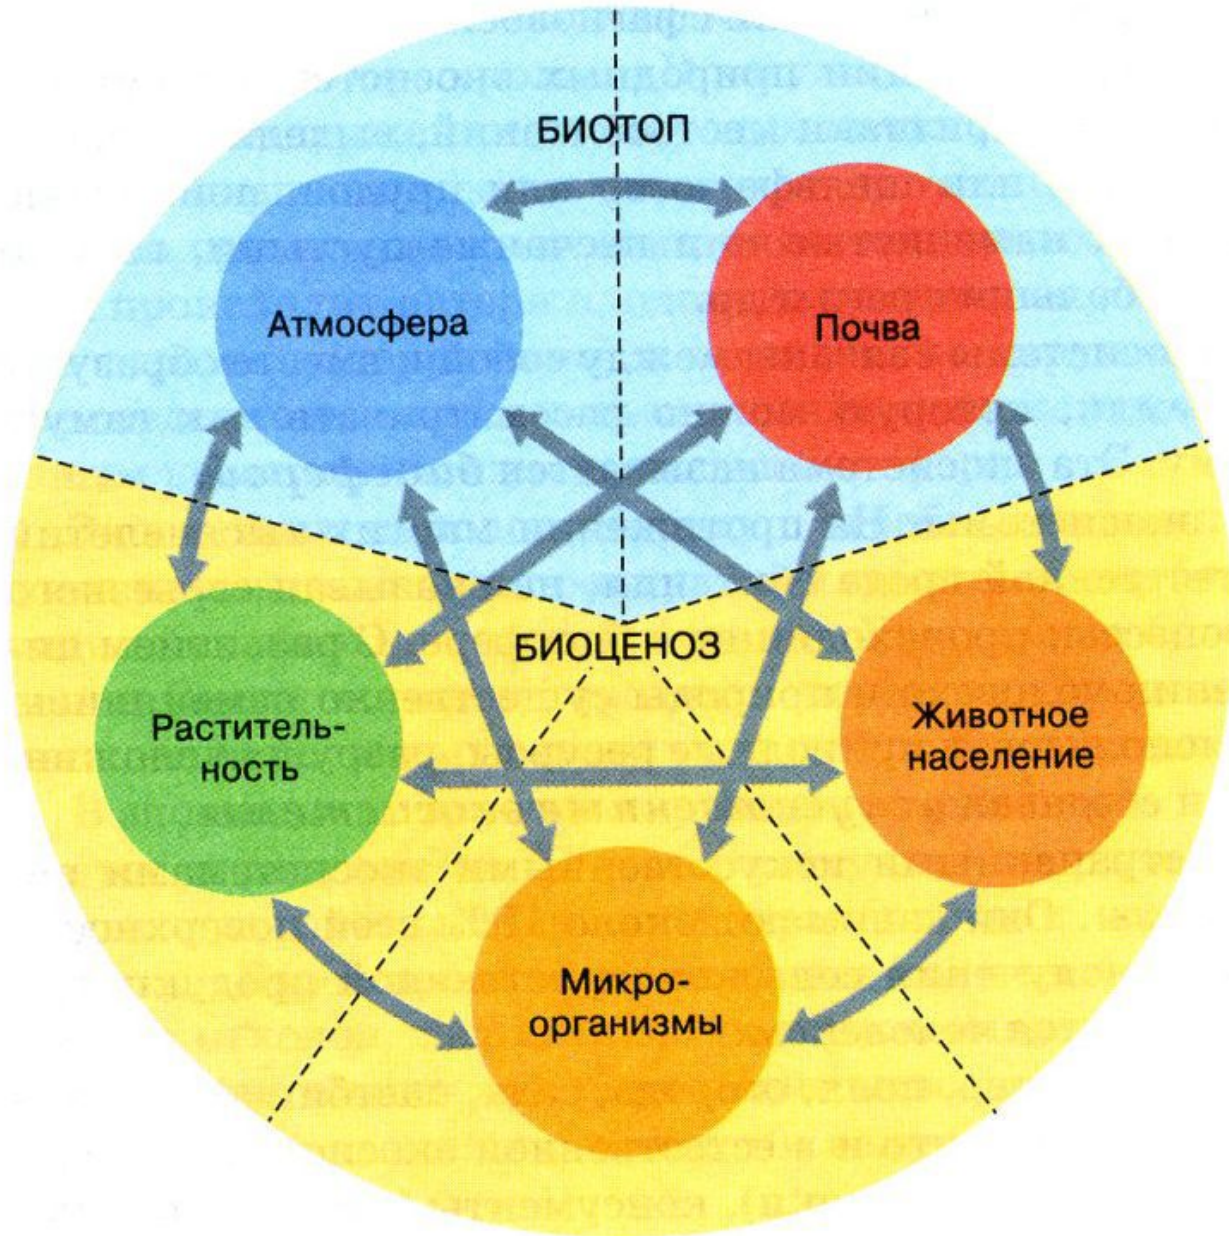 БИОТОП
Атмосфера
Почва
БИОЦЕНОЗ
Раститель-
ность
Животное
население
Микро-
организмы